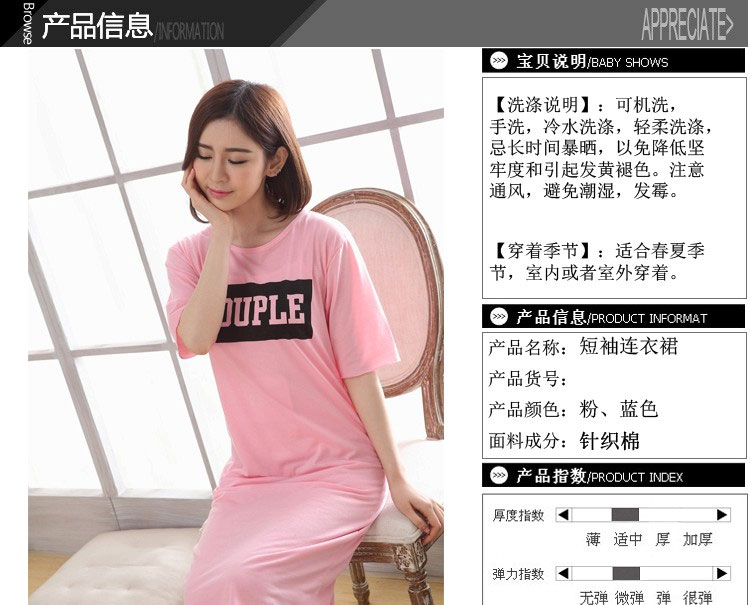 Browse
产品信息/INFORMATION
APPRECIATE>
宝贝说明/BABY SHOWS
【洗涤说明】：可机洗，
手洗，冷水洗涤，轻柔洗涤，
忌长时间暴晒，以免降低坚
牢度和引起发黄褪色。注意
通风，避免潮湿，发霉。
【穿着季节】：适合春夏季
节，室内或者室外穿着。
OUPLE
产品信息/PRODUCT INFORMAT
产品名称：短袖连衣裙
产品货号：
产品颜色：粉、蓝色
面料成分：针织棉
产品指数/PRODUCT INDEX
厚度指数
薄 适中 厚 加厚
弹力指数
无弹 微弹 弹 很弹